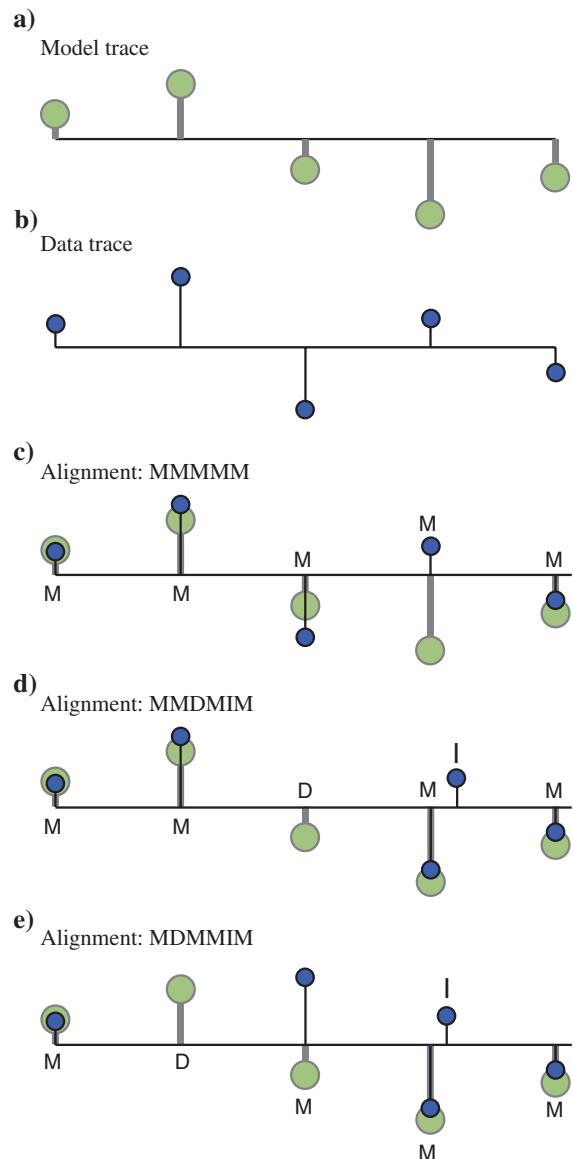 a)
Model trace
b)
Data trace
c)
Alignment: MMMMM
M
M
M
M
M
d)
Alignment: MMDMIM
I
D
M
M
M
M
e)
Alignment: MDMMIM
I
M
D
M
M
M